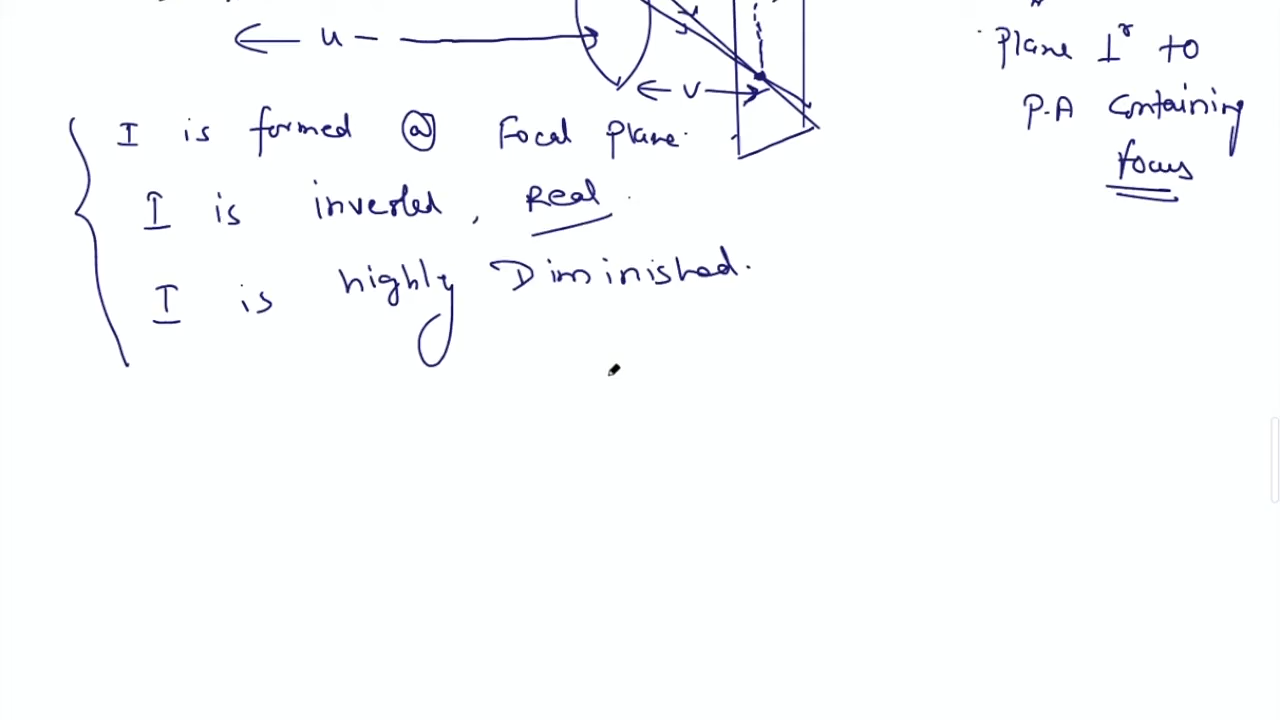 u
v
I is formed @ Focal plane.
I is inverted, Real.
I is highly Diminished.
Plane ⊥r to
P.A Containing
focus